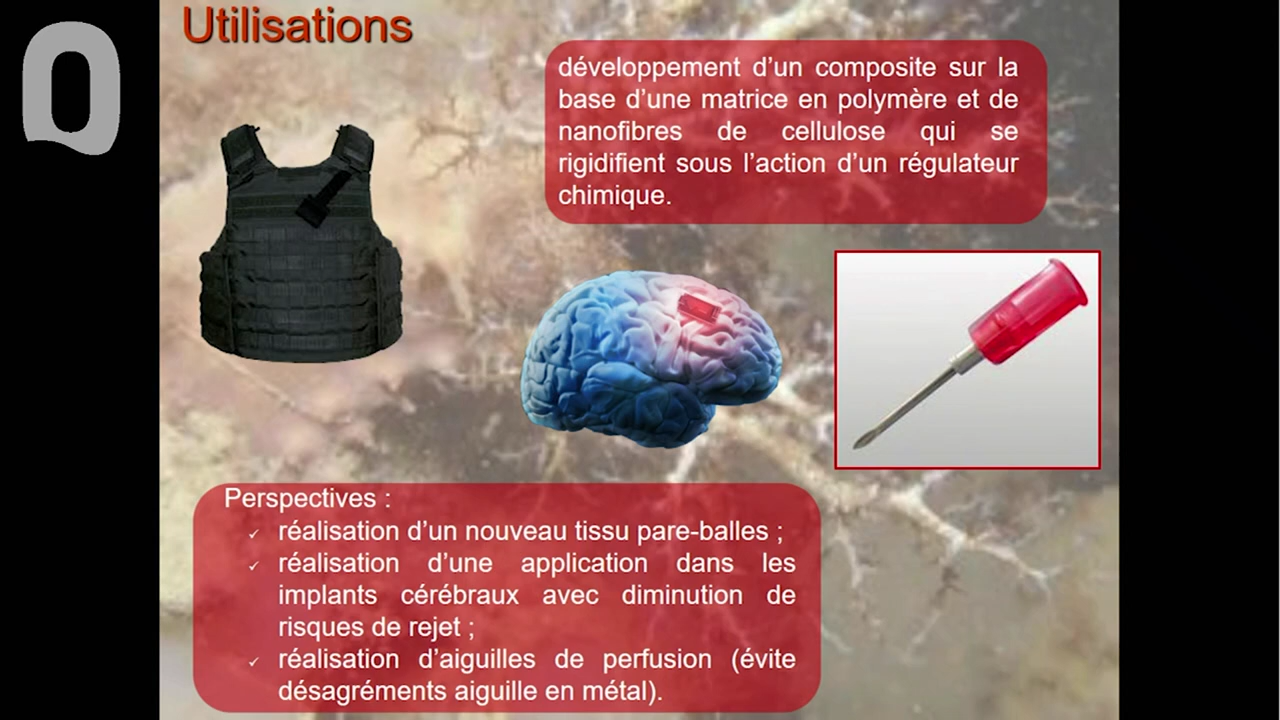 Utilisations
développement d'un composite sur la
base d'une matrice en polymère et de
nanofibres de cellulose qui se
rigidifient sous l'action d'un régulateur
chimique.
Perspectives :
✓ réalisation d'un nouveau tissu pare-balles ;
✓ réalisation d'une application dans les
implants cérébraux avec diminution de
risques de rejet ;
✓ réalisation d'aiguilles de perfusion (évite
désagréments aiguille en métal).